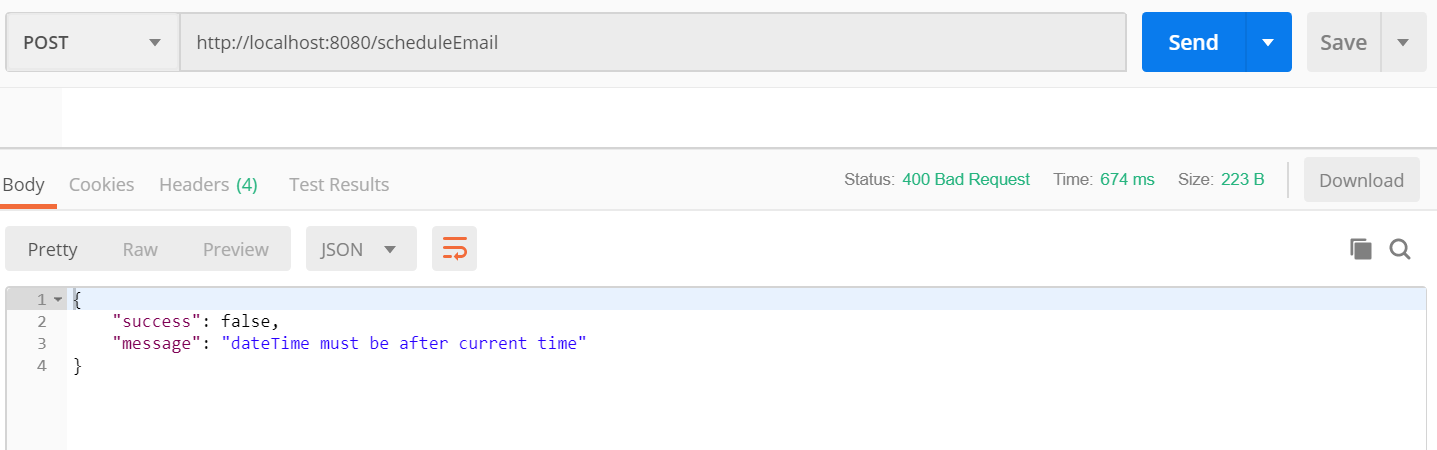 POST http://localhost:8080/scheduleEmail Send Save
Body Cookies Headers (4) Test Results Status: 400 Bad Request Time: 674 ms Size: 223 B Download
Pretty Raw Preview JSON
1 {
2 "success": false,
3 "message": "dateTime must be after current time"
4 }